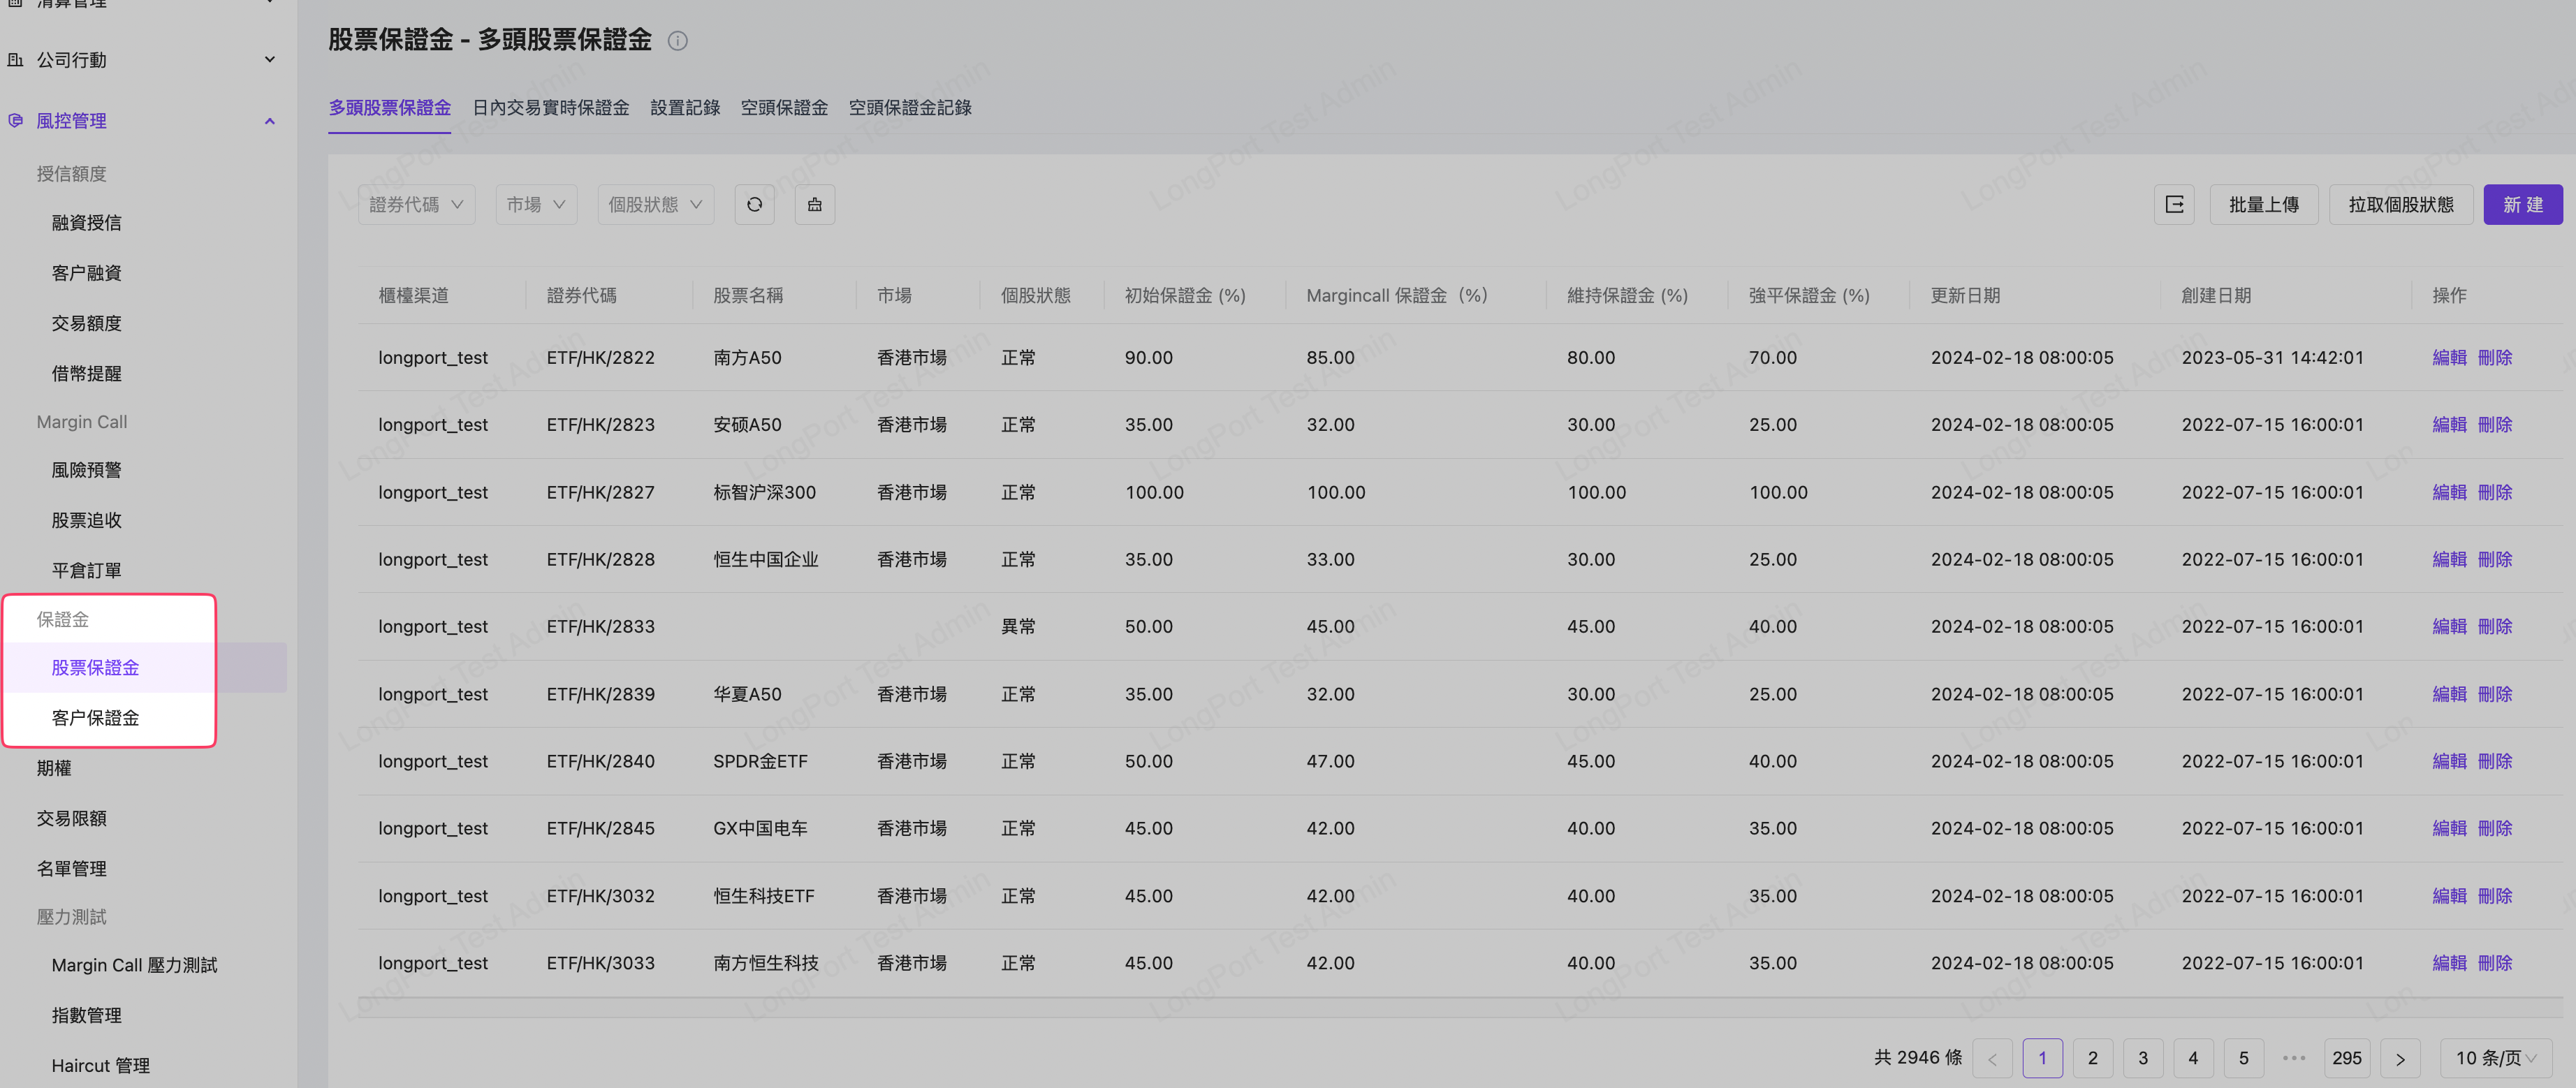 清算管理
公司行動
風控管理
授信額度
融資授信
客户融資
交易額度
借幣提醒
Margin Call
風險預警
股票追收
平倉訂單
保證金
股票保證金
客户保證金
期權
交易限額
名單管理
壓力測試
Margin Call 壓力測試
指數管理
Haircut 管理
股票保證金 - 多頭股票保證金
多頭股票保證金 日內交易實時保證金 設置記錄 空頭保證金 空頭保證金記錄
證券代碼 市場 個股狀態 批量上傳 拉取個股狀態 新 建
櫃檯渠道 證券代碼 股票名稱 市場 個股狀態 初始保證金 (%) Margincall 保證金（%） 維持保證金 (%) 強平保證金 (%) 更新日期 創建日期 操作
longport_test ETF/HK/2822 南方A50 香港市場 正常 90.00 85.00 80.00 70.00 2024-02-18 08:00:05 2023-05-31 14:42:01 編輯 刪除
longport_test ETF/HK/2823 安硕A50 香港市場 正常 35.00 32.00 30.00 25.00 2024-02-18 08:00:05 2022-07-15 16:00:01 編輯 刪除
longport_test ETF/HK/2827 标智沪深300 香港市場 正常 100.00 100.00 100.00 100.00 2024-02-18 08:00:05 2022-07-15 16:00:01 編輯 刪除
longport_test ETF/HK/2828 恒生中国企业 香港市場 正常 35.00 33.00 30.00 25.00 2024-02-18 08:00:05 2022-07-15 16:00:01 編輯 刪除
longport_test ETF/HK/2833 異常 50.00 45.00 45.00 40.00 2024-02-18 08:00:05 2022-07-15 16:00:01 編輯 刪除
longport_test ETF/HK/2839 华夏A50 香港市場 正常 35.00 32.00 30.00 25.00 2024-02-18 08:00:05 2022-07-15 16:00:01 編輯 刪除
longport_test ETF/HK/2840 SPDR金ETF 香港市場 正常 50.00 47.00 45.00 40.00 2024-02-18 08:00:05 2022-07-15 16:00:01 編輯 刪除
longport_test ETF/HK/2845 GX中国电车 香港市場 正常 45.00 42.00 40.00 35.00 2024-02-18 08:00:05 2022-07-15 16:00:01 編輯 刪除
longport_test ETF/HK/3032 恒生科技ETF 香港市場 正常 45.00 42.00 40.00 35.00 2024-02-18 08:00:05 2022-07-15 16:00:01 編輯 刪除
longport_test ETF/HK/3033 南方恒生科技 香港市場 正常 45.00 42.00 40.00 35.00 2024-02-18 08:00:05 2022-07-15 16:00:01 編輯 刪除
共 2946 條 < 1 2 3 4 5 ••• 295 > 10 条/页
LongPort Test Admin